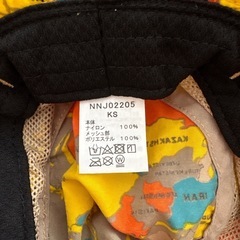 NNJ02205
KS
本体
ナイロン 100%
メッシュ部
ポリエステル 100%
KAZAKHS
IRAN